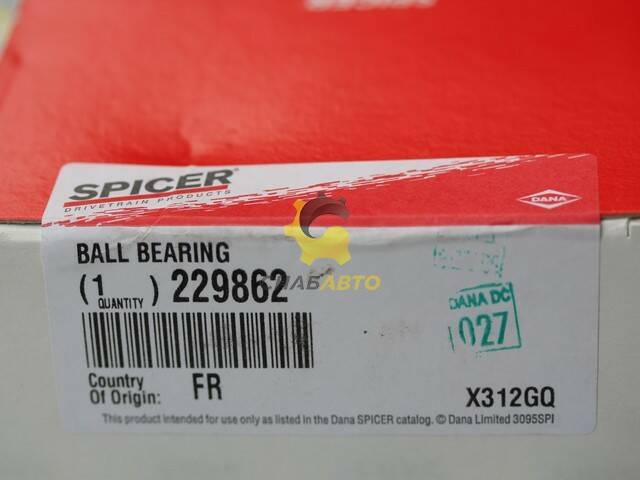 SPICER®
DRIVETRAIN PRODUCTS
DANA
BALL BEARING
(1 QUANTITY) 229862
СНАБАВТО
DANA DC
027
Country
Of Origin: FR
X312GQ
This product intended for use only as listed in the Dana SPICER catalog. © Dana Limited 3095SPI